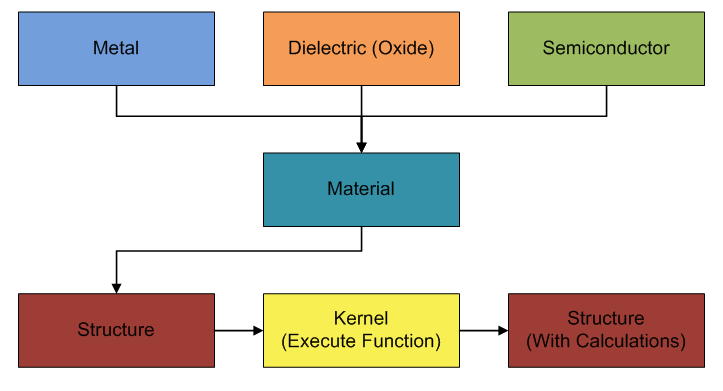 Metal
Dielectric (Oxide)
Semiconductor
Material
Structure
Kernel
(Execute Function)
Structure
(With Calculations)